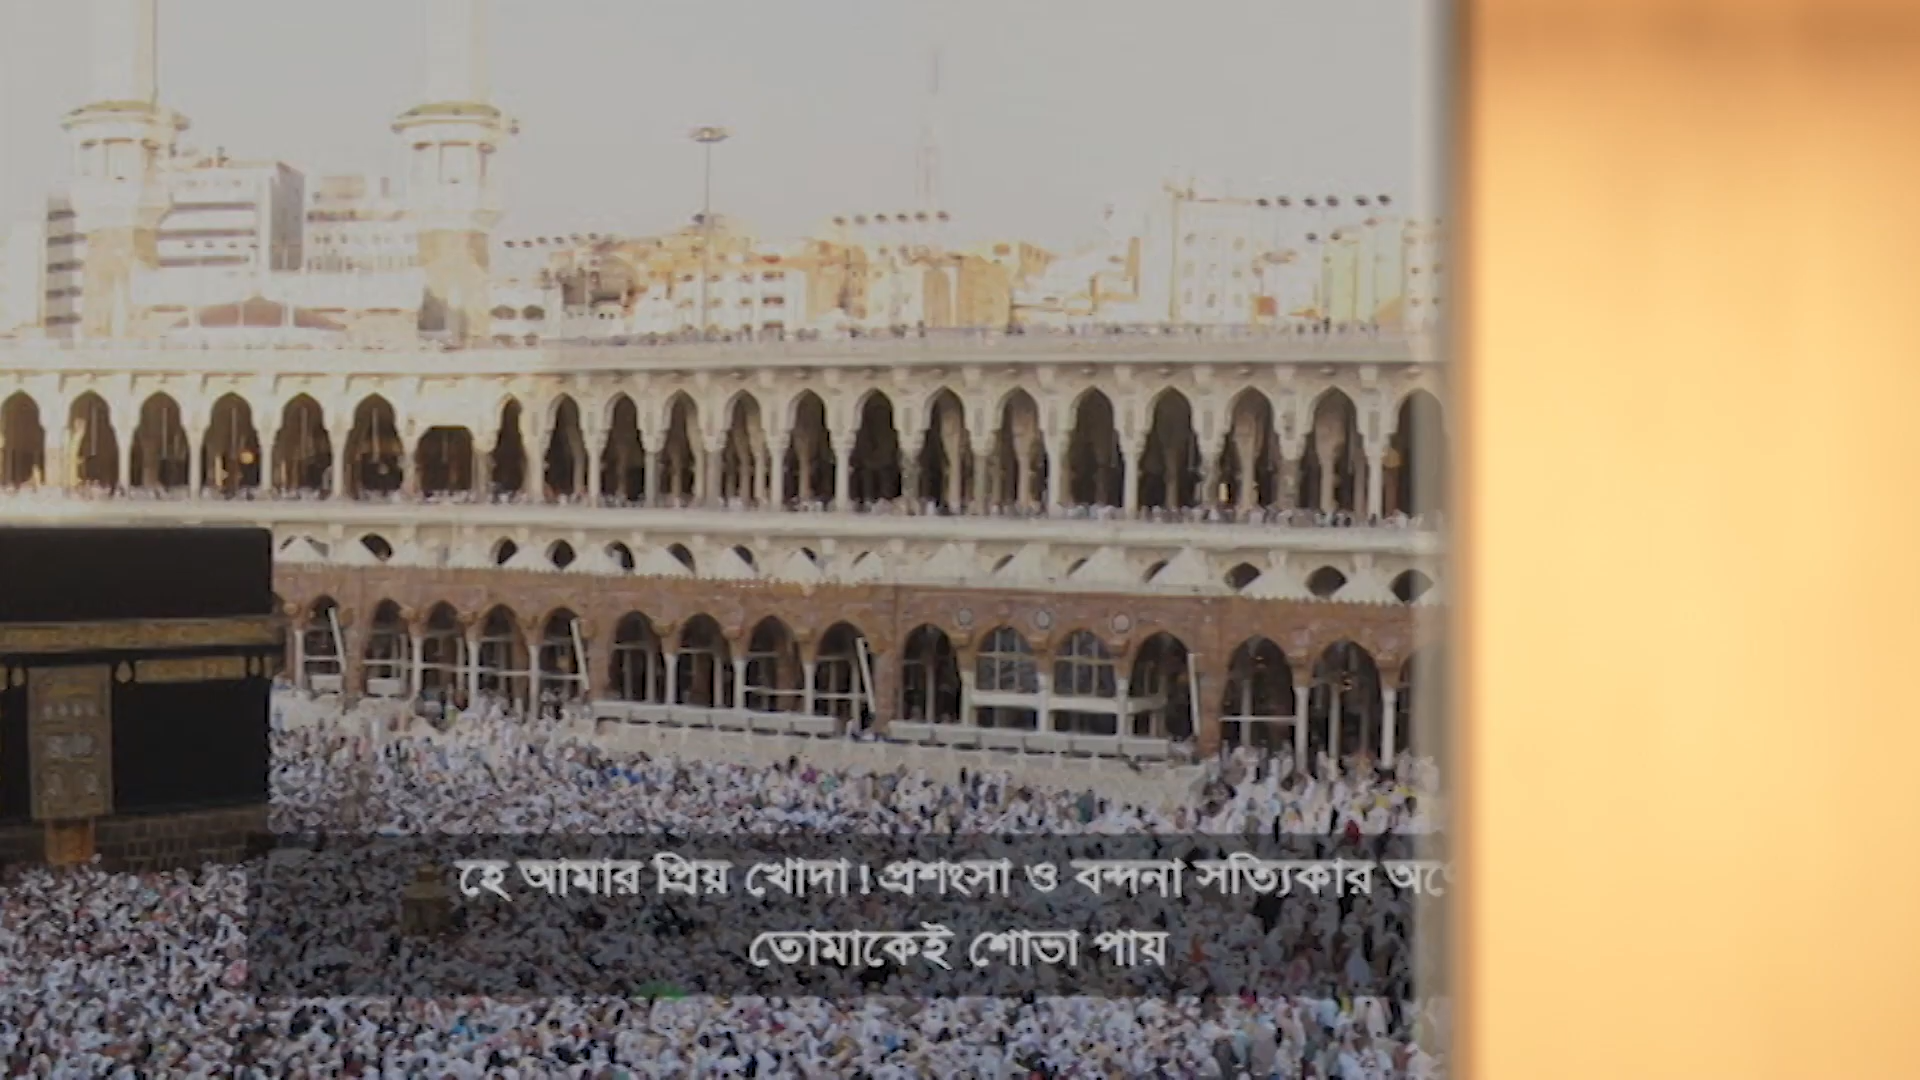 হে আমার প্রিয় খোদা! প্রশংসা ও বন্দনা সত্যিকার
তোমাকেই শোভা পায়